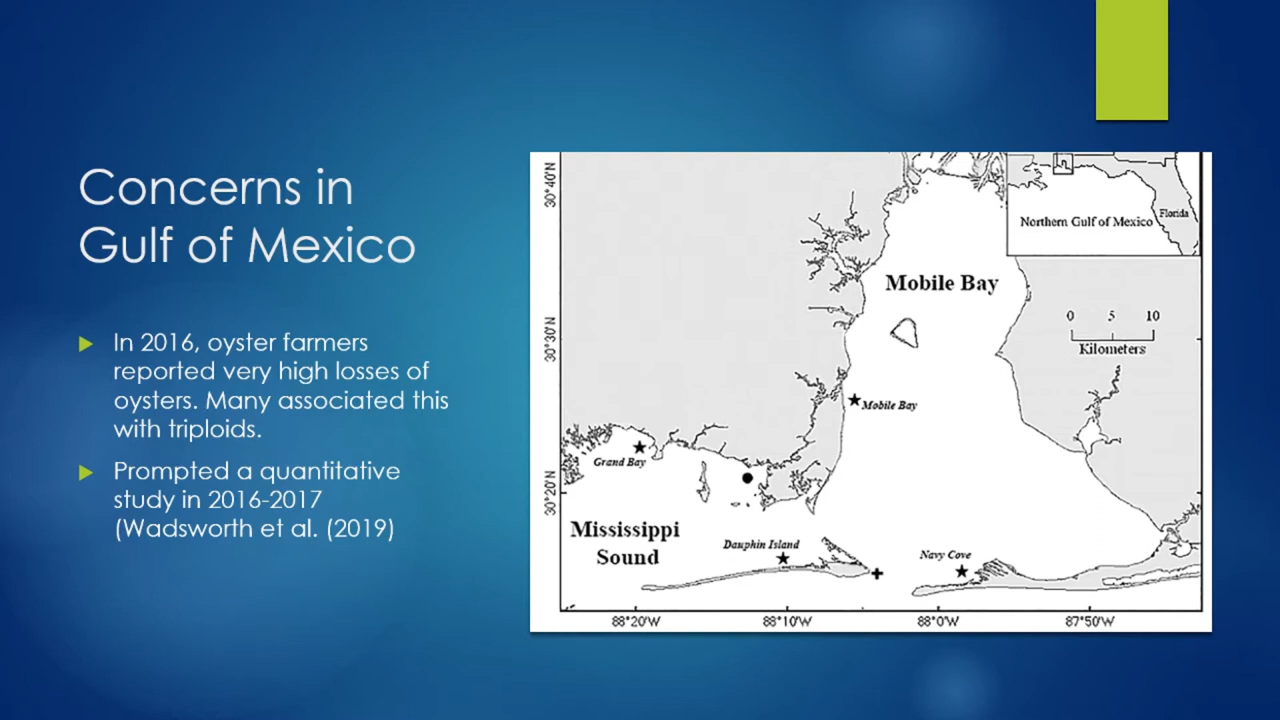 Concerns in
Gulf of Mexico
In 2016, oyster farmers
reported very high losses of
oysters. Many associated this
with triploids.
Prompted a quantitative
study in 2016-2017
(Wadsworth et al. (2019)
30°40'N
30°30'N
30°20'N
Northern Gulf of Mexico
Florida
Mobile Bay
0 5 10
Kilometers
Mobile Bay
Grand Bay
Mississippi
Sound
Dauphin Island
Navy Cove
88°20'W 88°10'W 88°0'W 87°50'W